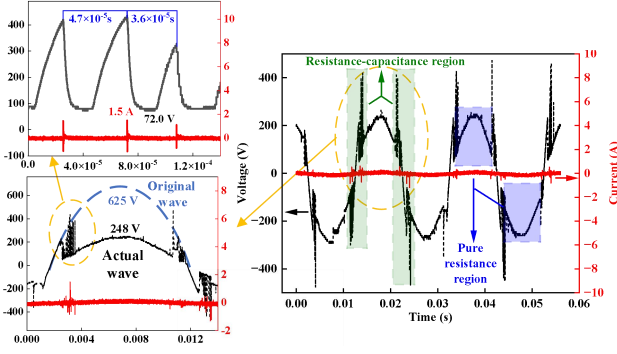 4.7×10⁻⁵s 3.6×10⁻⁵s
400
300
200
100
0
100
10
8
6
4
2
0
1.5 A
72.0 V
0.0 4.0×10⁻⁵ 8.0×10⁻⁵ 1.2×10⁻⁴
600
400
200
0
-200
-400
8
6
4
2
0
-2
625 V
Original
wave
248 V
Actual
wave
0.000 0.004 0.008 0.012
Resistance-capacitance region
Voltage (V)
400
200
0
-200
-400
10
8
6
4
2
0
-2
-4
-6
-8
-10
Current (A)
Pure
resistance
region
0.00 0.01 0.02 0.03 0.04 0.05 0.06
Time (s)